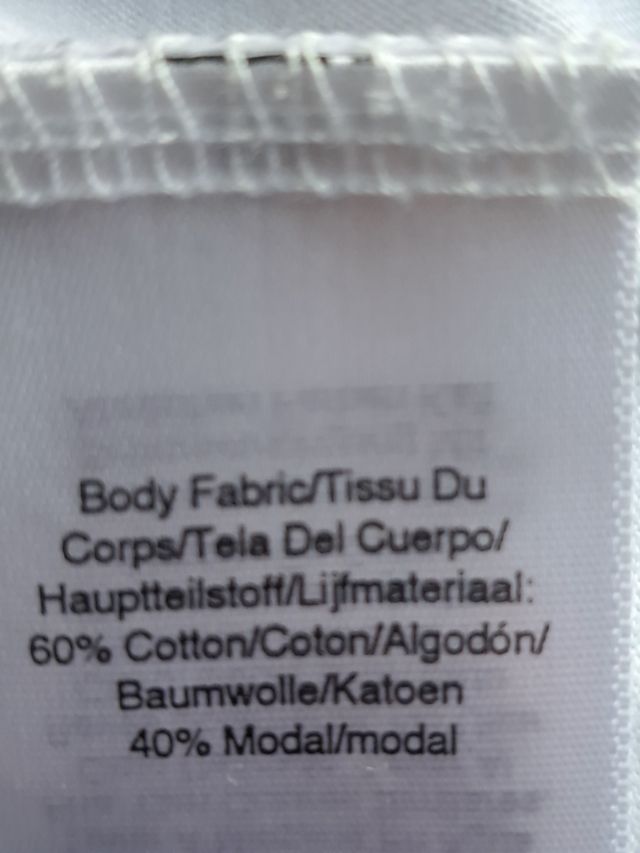 Body Fabric/Tissu Du
Corps/Tela Del Cuerpo/
Hauptteilstoff/Lijfmateriaal:
60% Cotton/Coton/Algodón/
Baumwolle/Katoen
40% Modal/modal